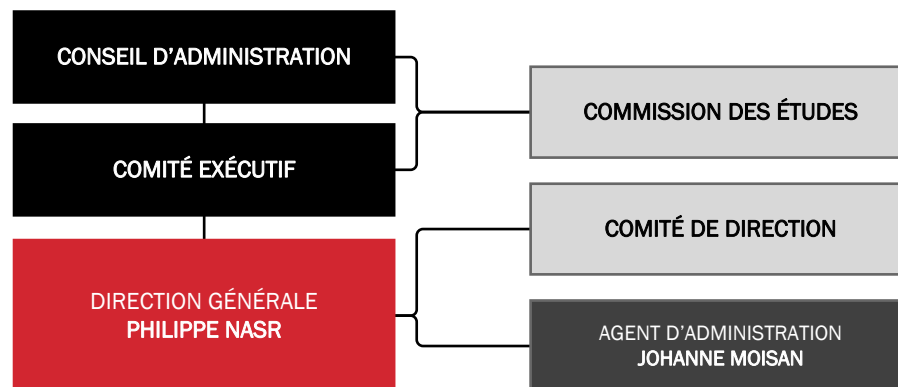 CONSEIL D'ADMINISTRATION
COMMISSION DES ÉTUDES
COMITÉ EXÉCUTIF
COMITÉ DE DIRECTION
DIRECTION GÉNÉRALE
PHILIPPE NASR
AGENT D'ADMINISTRATION
JOHANNE MOISAN